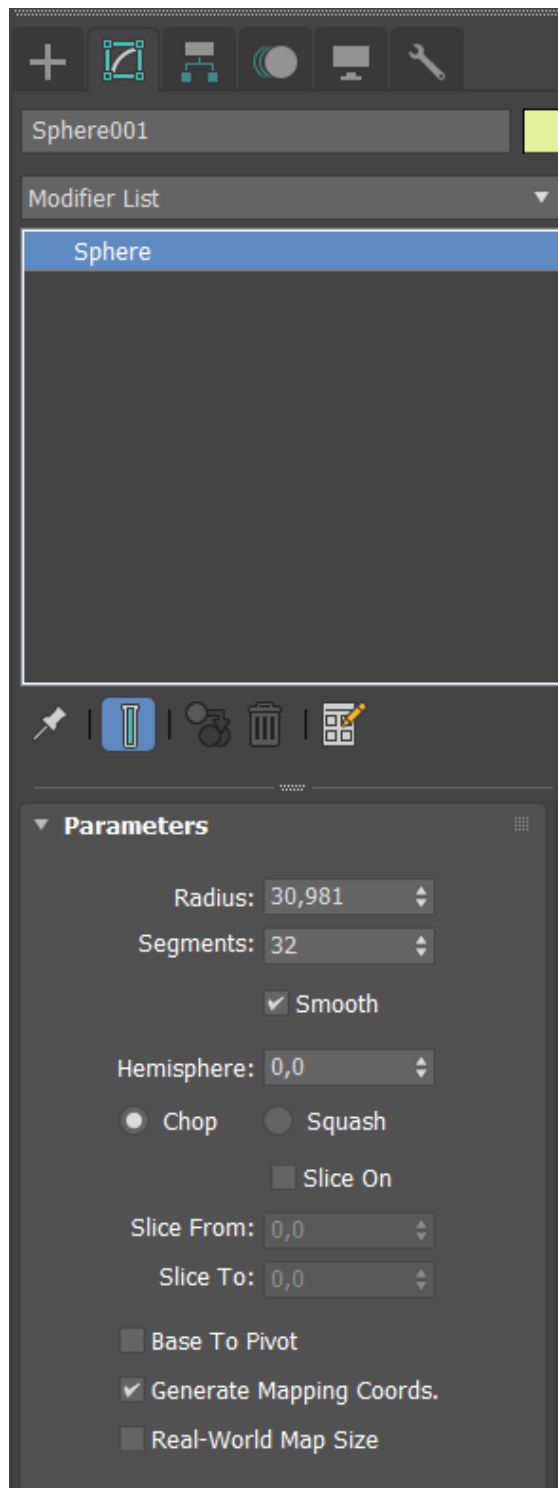 Sphere001
Modifier List
Sphere
Parameters
Radius: 30,981
Segments: 32
Smooth
Hemisphere: 0,0
Chop Squash
Slice On
Slice From: 0,0
Slice To: 0,0
Base To Pivot
Generate Mapping Coords.
Real-World Map Size